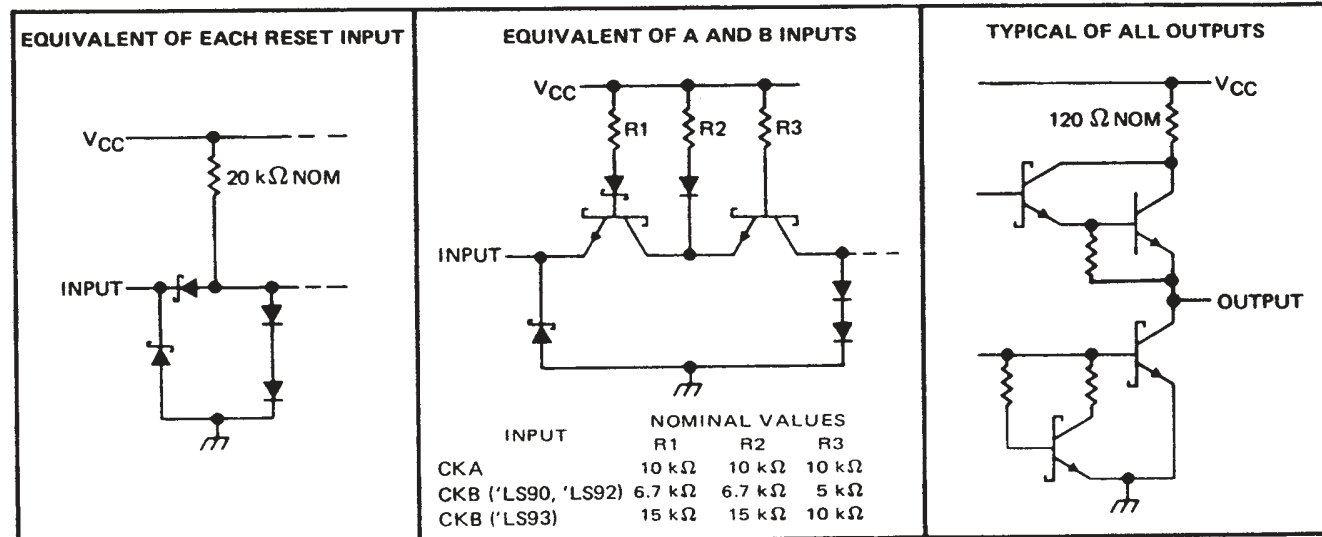 EQUIVALENT OF EACH RESET INPUT
VCC
20 kΩ NOM
INPUT
EQUIVALENT OF A AND B INPUTS
VCC
R1 R2 R3
INPUT
NOMINAL VALUES
INPUT R1 R2 R3
CKA 10 kΩ 10 kΩ 10 kΩ
CKB ('LS90, 'LS92) 6.7 kΩ 6.7 kΩ 5 kΩ
CKB ('LS93) 15 kΩ 15 kΩ 10 kΩ
TYPICAL OF ALL OUTPUTS
VCC
120 Ω NOM
OUTPUT